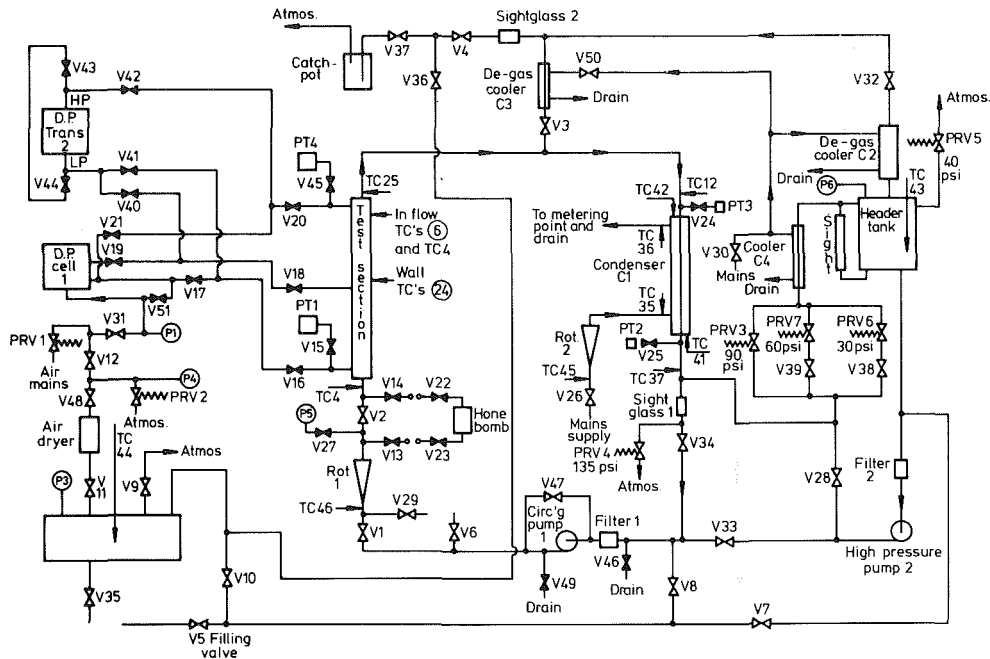 Atmos.
Sightglass 2
V37
V4
V43
V42
Catch-
pot
V36
De-gas
cooler
C3
V50
V32
Drain
HP
D.P.
Trans
2
PT4
V3
Atmos.
De-gas
cooler C2
PRV5
40
psi
LP
V41
V44
V40
V45
TC25
Drain
P6
TC
43
TC42
TC12
V21
V20
V24
PT3
V19
In flow
TC's 6
and TC4
To metering
point and
drain
TC
36
Header
tank
Sight
V30
Cooler
C4
Mains
Drain
D.P.
cell
1
V18
Test section
Wall
TC's 24
Condenser
C1
V17
V51
PT1
TC
35
V31
P1
PRV1
V15
Rot.
2
PT2
V25
TC
41
PRV3
90
psi
PRV7
60psi
PRV6
30psi
V12
Air
mains
V16
V39
V38
P4
TC4
V14
V22
TC45
TC37
V48
PRV2
V2
V26
Atmos.
P5
Hone
bomb
Sight
glass 1
Air
dryer
TC
44
V27
V13
V23
Mains
supply
PRV4
135 psi
V34
Atmos
Rot
1
Atmos.
V28
Filter
2
P3
V11
V9
V47
TC46
V29
Circ'g
pump
1
Filter 1
V1
V6
V33
High pressure
pump 2
V46
V10
V49
Drain
Drain
V8
V35
V7
V5 Filling
valve